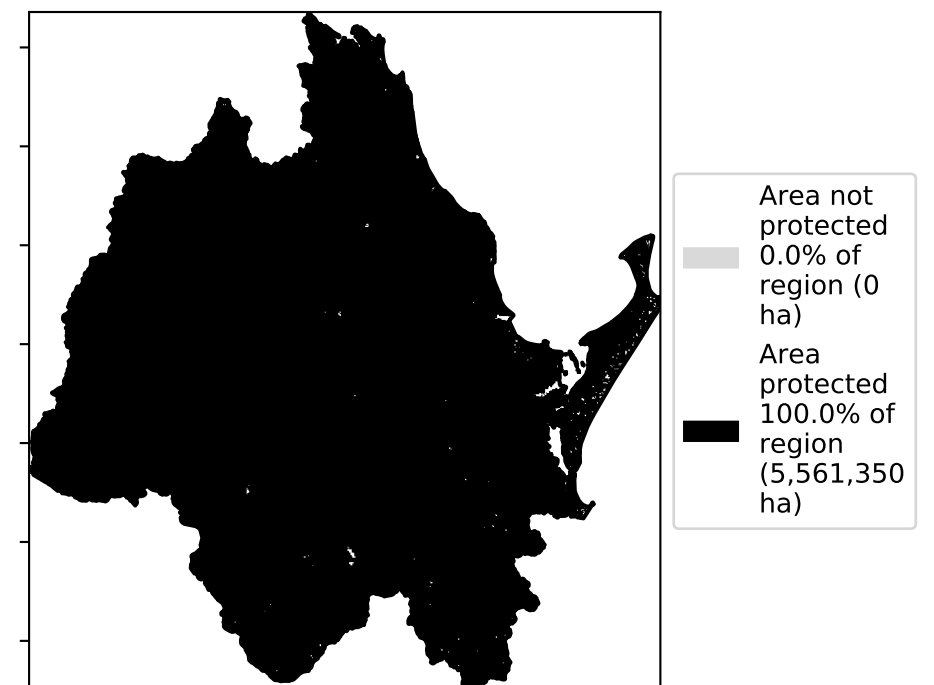 Area not
protected
0.0% of
region (0
ha)
Area
protected
100.0% of
region
(5,561,350
ha)